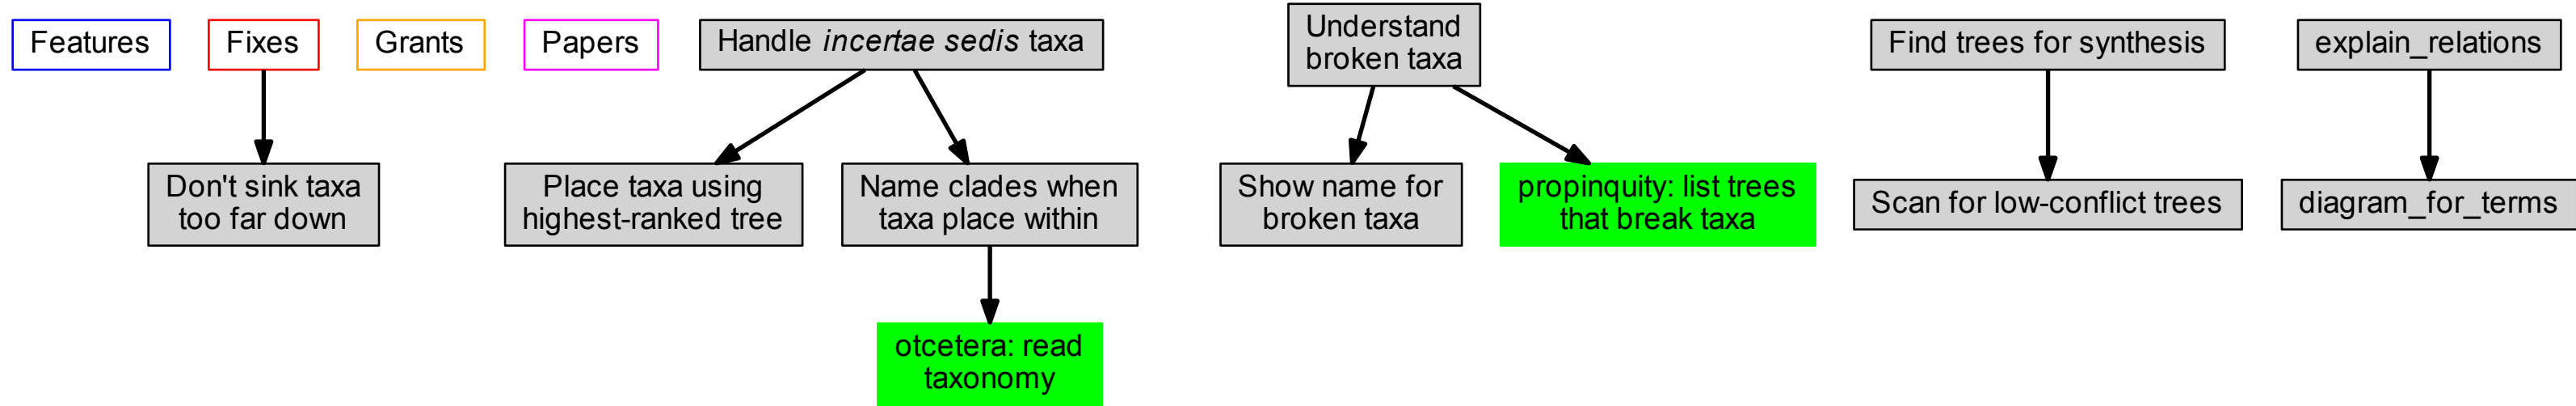 Features
Fixes
Grants
Papers
Handle incertae sedis taxa
Understand
broken taxa
Find trees for synthesis
explain_relations
Don't sink taxa
too far down
Place taxa using
highest-ranked tree
Name clades when
taxa place within
Show name for
broken taxa
propinquity: list trees
that break taxa
Scan for low-conflict trees
diagram_for_terms
otcetera: read
taxonomy